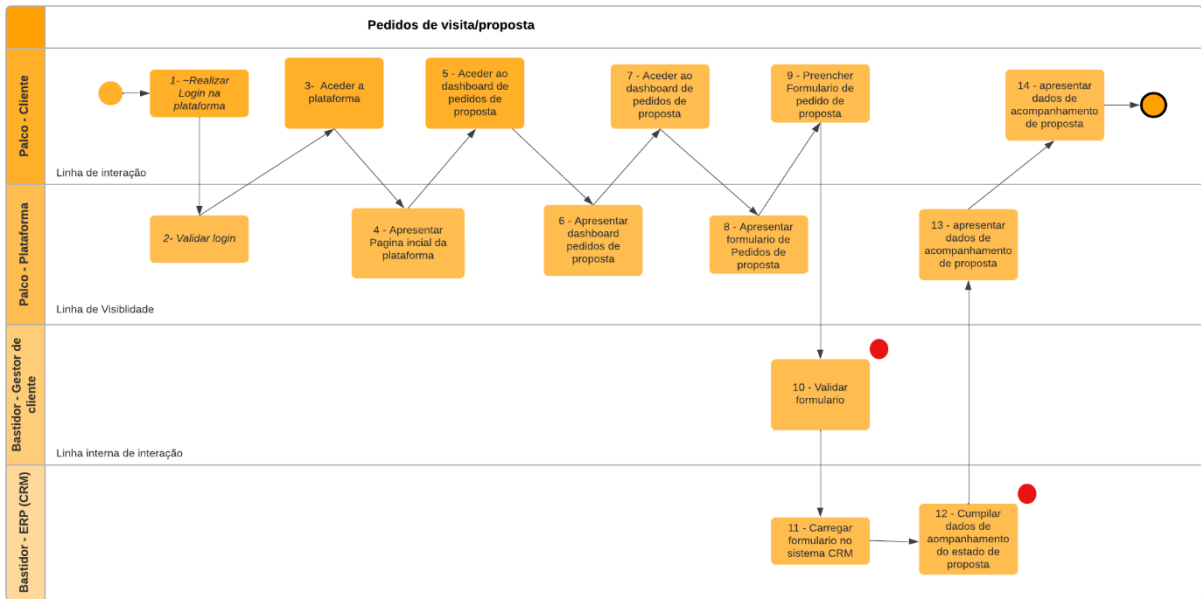 Pedidos de visita/proposta
Palco - Cliente
1- ~Realizar
Login na
plataforma
3- Aceder a
plataforma
5 - Aceder ao
dashboard de
pedidos de
proposta
7 - Aceder ao
dashboard de
pedidos de
proposta
9 - Preencher
Formulario de
pedido de
proposta
14 - apresentar
dados de
acompanhamento
de proposta
Linha de interação
Palco - Plataforma
2- Validar login
4 - Apresentar
Pagina incial da
plataforma
6 - Apresentar
dashboard
pedidos de
proposta
8 - Apresentar
formulario de
Pedidos de
proposta
13 - apresentar
dados de
acompanhamento
de proposta
Linha de Visiblidade
Bastidor - Gestor de
cliente
10 - Validar
formulario
Linha interna de interação
Bastidor - ERP (CRM)
11 - Carregar
formulario no
sistema CRM
12 - Cumpilar
dados de
aompanhamento
do estado de
proposta